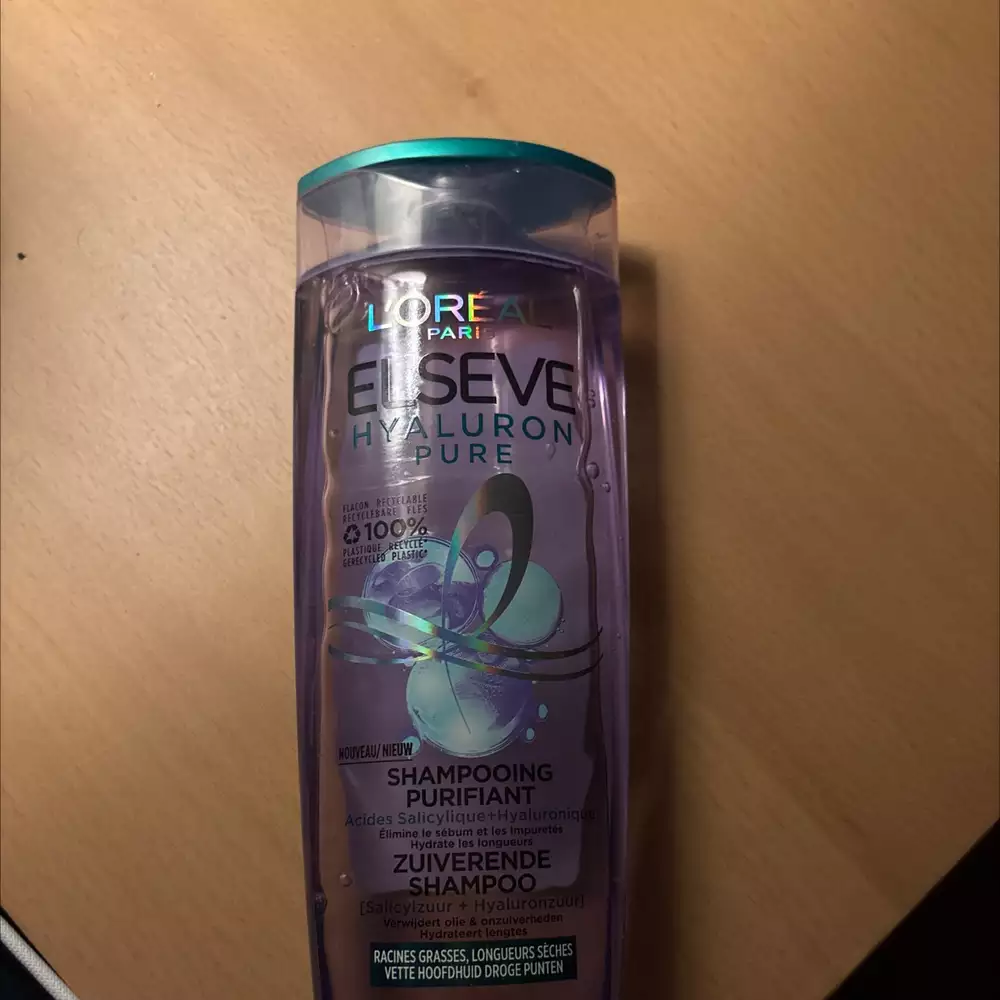 L'ORÉAL
PARIS
ELSEVE
HYALURON
PURE
FLACON RECYCLABLE
RECYCLEBARE FLES
100%
PLASTIQUE RECYCLÉ*
GERECYCLED PLASTIC*
NOUVEAU/NIEUW
SHAMPOOING
PURIFIANT
Acides Salicylique+Hyaluronique
Élimine le sébum et les impuretés
Hydrate les longueurs
ZUIVERENDE
SHAMPOO
[Salicylzuur + Hyaluronzuur]
Verwijdert olie & onzuiverheden
Hydrateert lengtes
RACINES GRASSES, LONGUEURS SÈCHES
VETTE HOOFDHUID DROGE PUNTEN